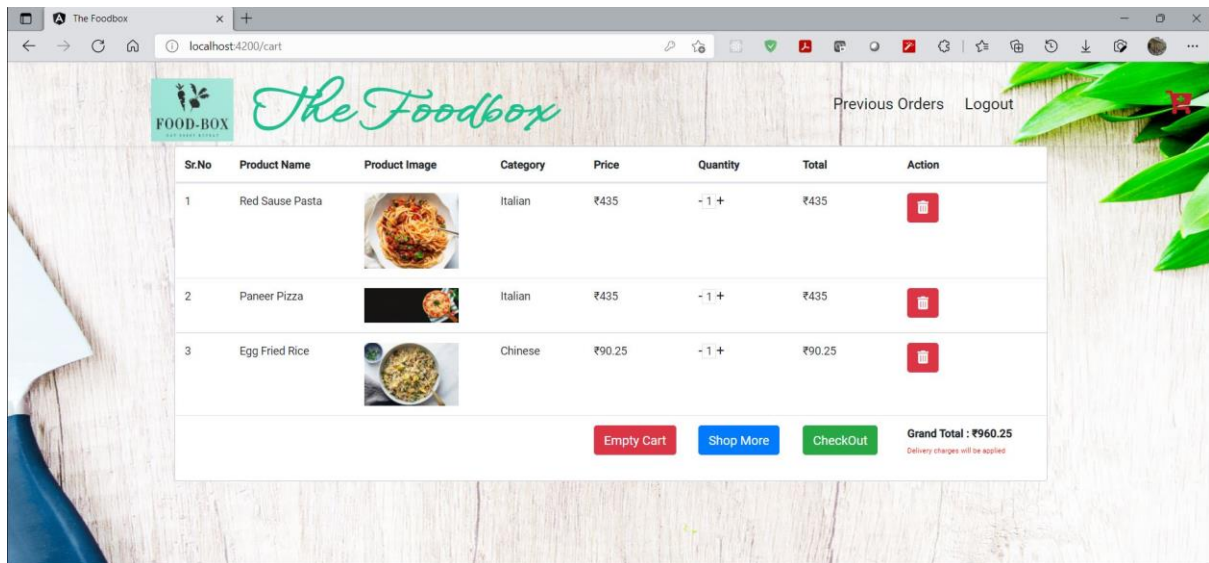 The Foodbox
localhost:4200/cart
FOOD-BOX
The Foodbox
Previous Orders Logout
Sr.No Product Name Product Image Category Price Quantity Total Action
1 Red Sause Pasta Italian ₹435 - 1 + ₹435
2 Paneer Pizza Italian ₹435 - 1 + ₹435
3 Egg Fried Rice Chinese ₹90.25 - 1 + ₹90.25
Empty Cart Shop More CheckOut Grand Total : ₹960.25
Delivery charges will be applied